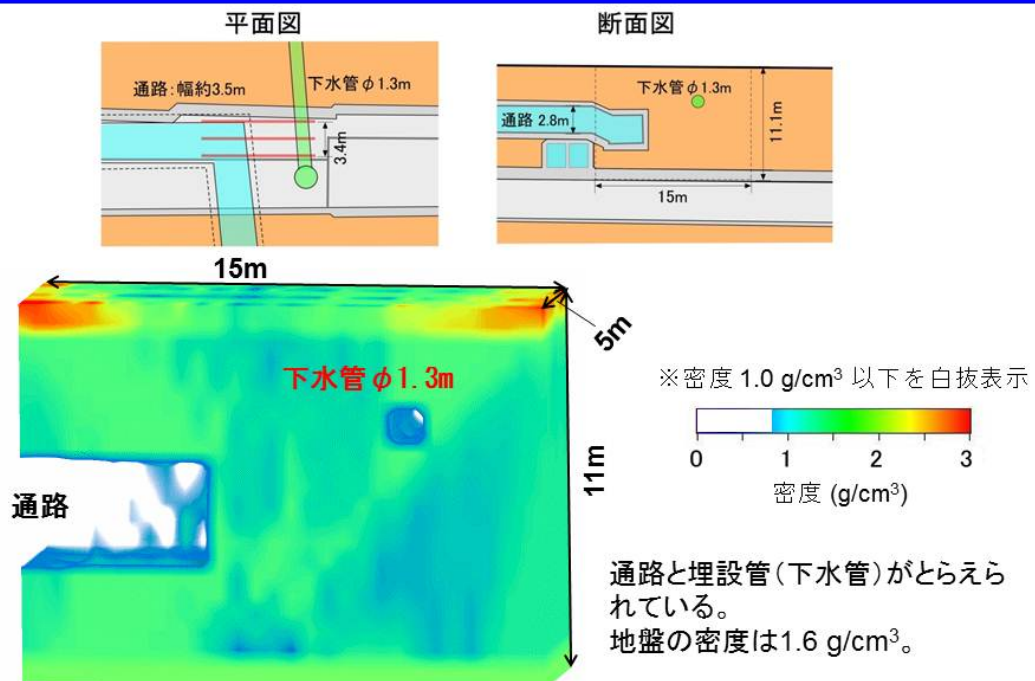 平面図
断面図
通路:幅約3.5m
下水管φ1.3m
3.4m
下水管φ1.3m
通路 2.8m
11.1m
15m
15m
5m
下水管φ1.3m
11m
通路
※密度 1.0 g/cm³ 以下を白抜表示
0 1 2 3
密度 (g/cm³)
通路と埋設管(下水管)がとらえら
れている。
地盤の密度は1.6 g/cm³。